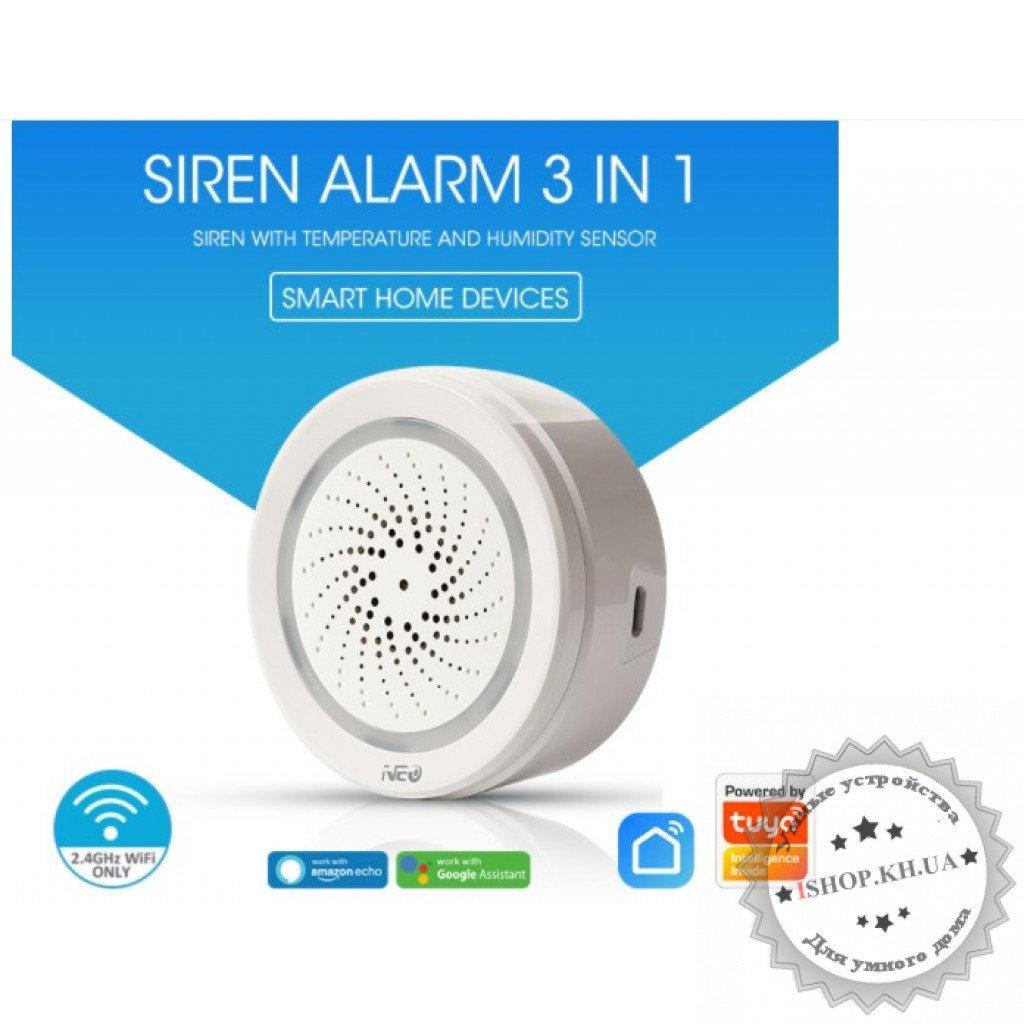 SIREN ALARM 3 IN 1
SIREN WITH TEMPERATURE AND HUMIDITY SENSOR
SMART HOME DEVICES
NEO
2.4GHz WiFi
ONLY
work with
amazon echo
work with
Google Assistant
Powered by
tuya
Intelligence
Inside
Умные устройства
ISHOP.KH.UA
Для умного дома